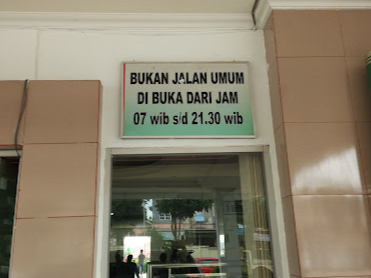 BUKAN JALAN UMUM
DI BUKA DARI JAM
07 wib s/d 21.30 wib